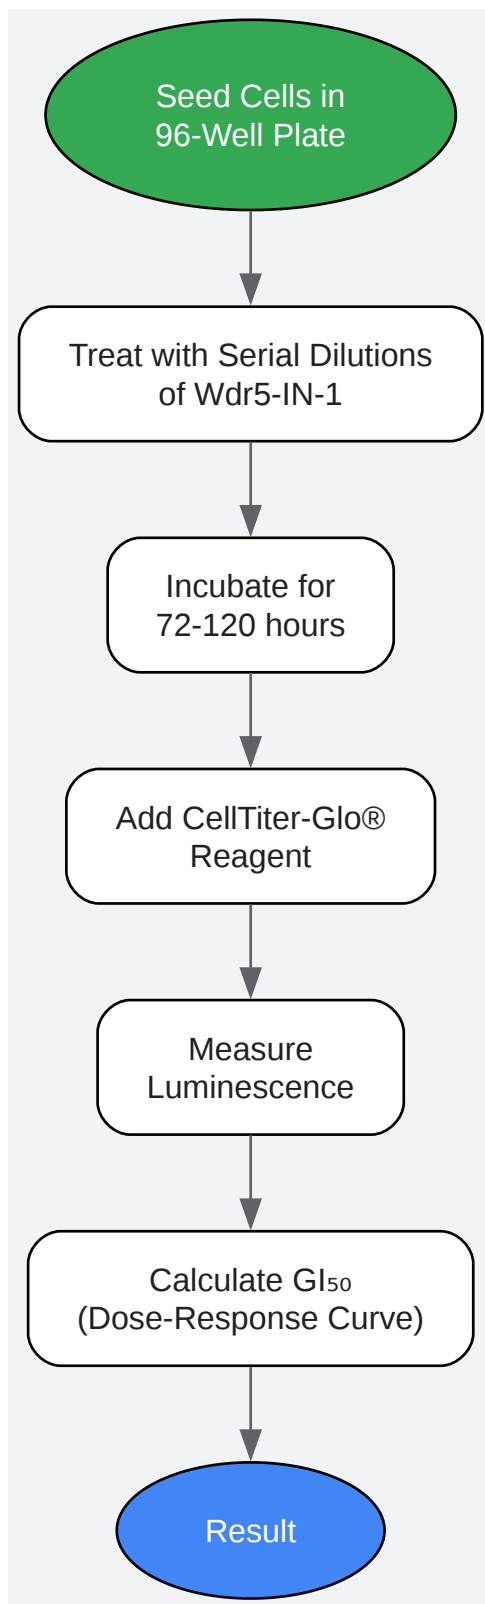 Seed Cells in
96-Well Plate
Treat with Serial Dilutions
of Wdr5-IN-1
Incubate for
72-120 hours
Add CellTiter-Glo®
Reagent
Measure
Luminescence
Calculate GI₅₀
(Dose-Response Curve)
Result